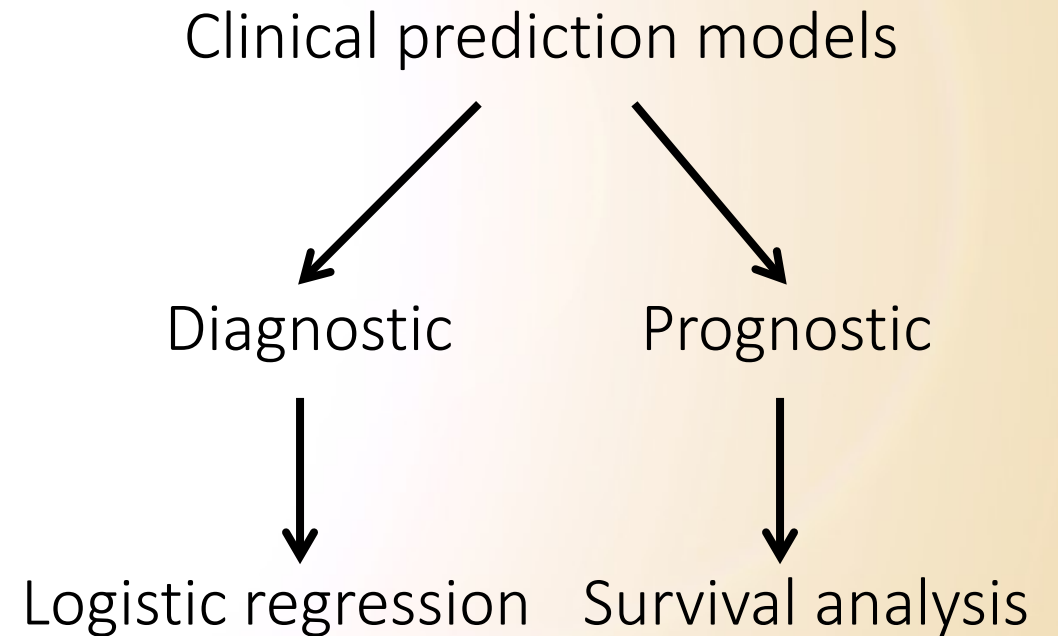 Clinical prediction models
Diagnostic Prognostic
Logistic regression Survival analysis